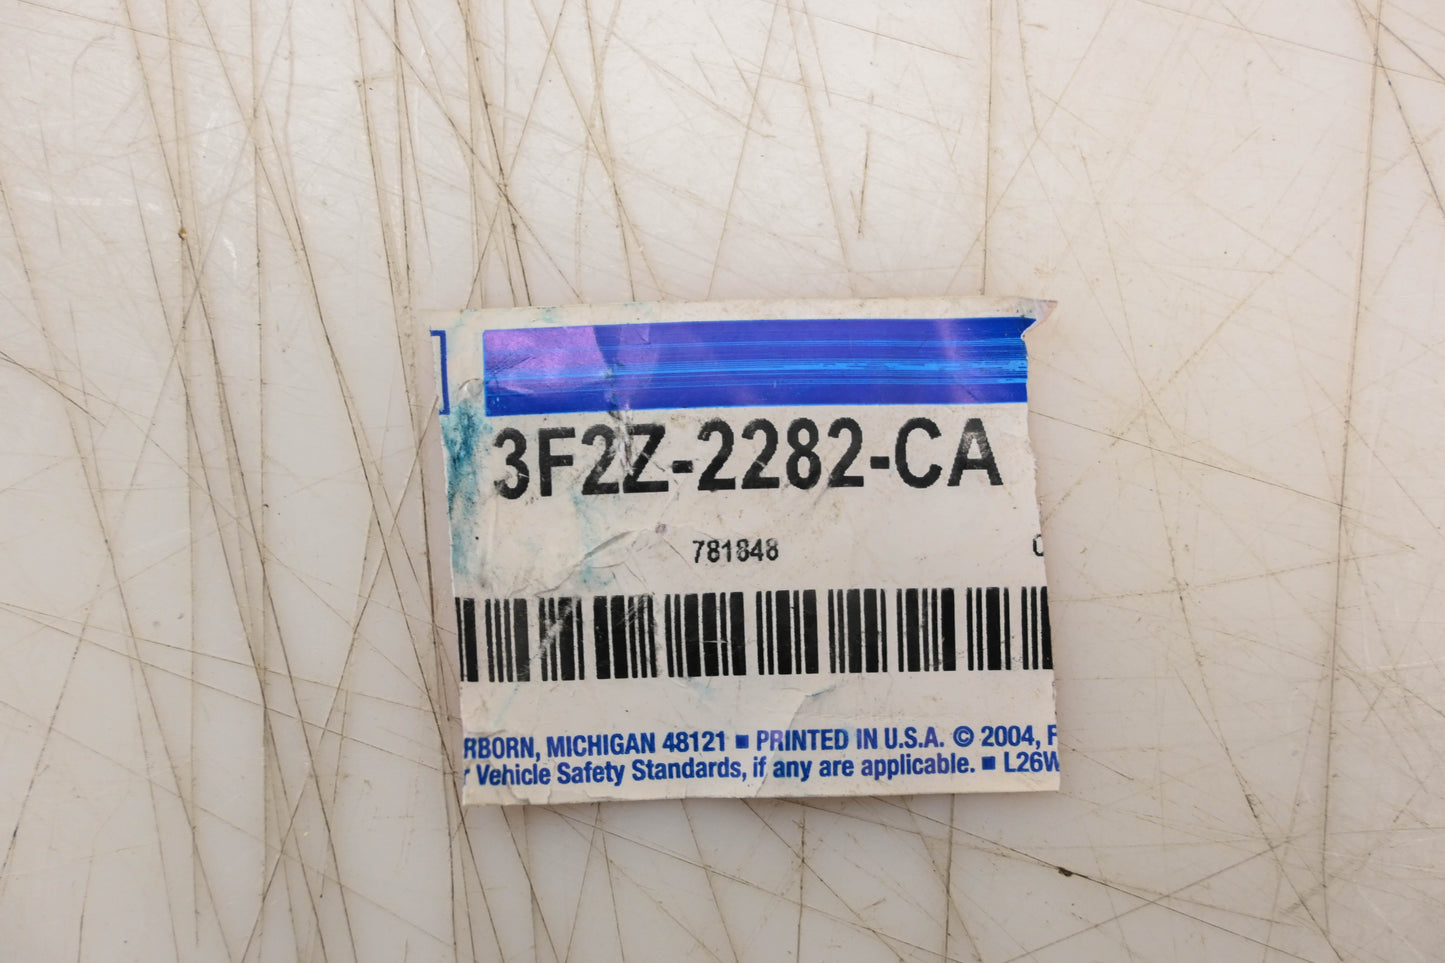 3F2Z-2282-CA
781848
RBORN, MICHIGAN 48121 ■ PRINTED IN U.S.A. © 2004, F
r Vehicle Safety Standards, if any are applicable. ■ L26W